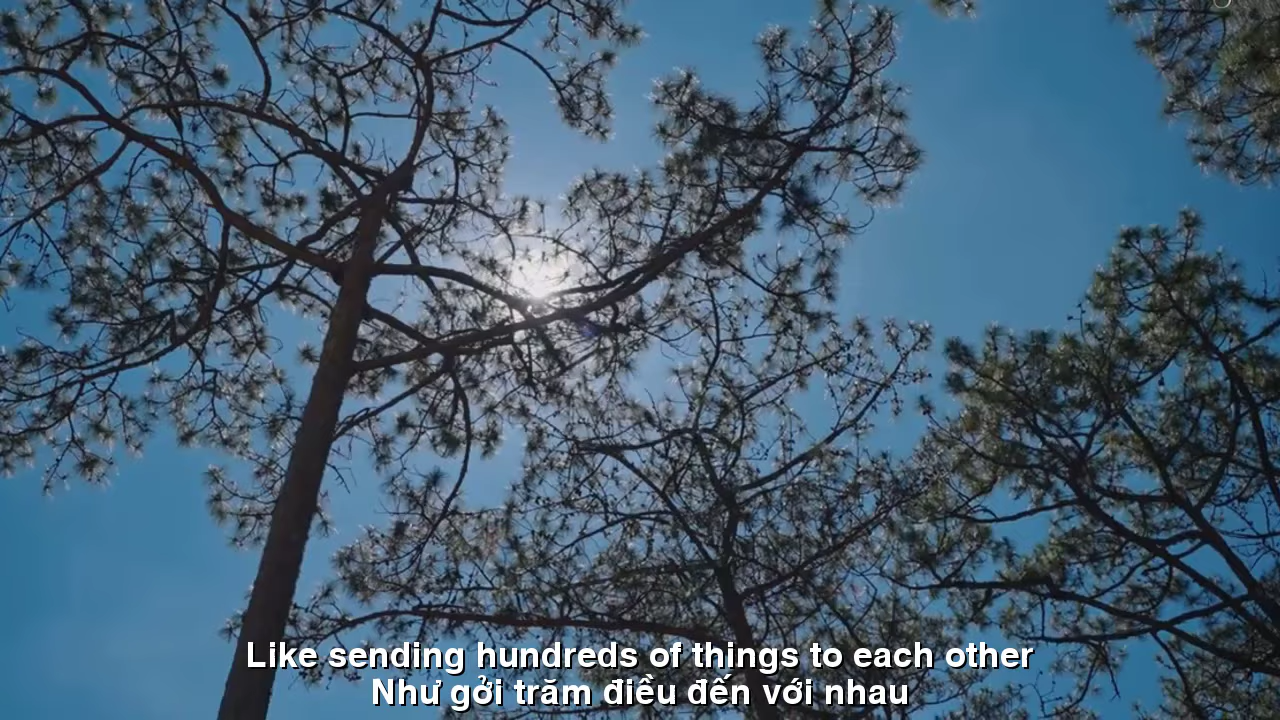 Like sending hundreds of things to each other
Như gởi trăm điều đến với nhau